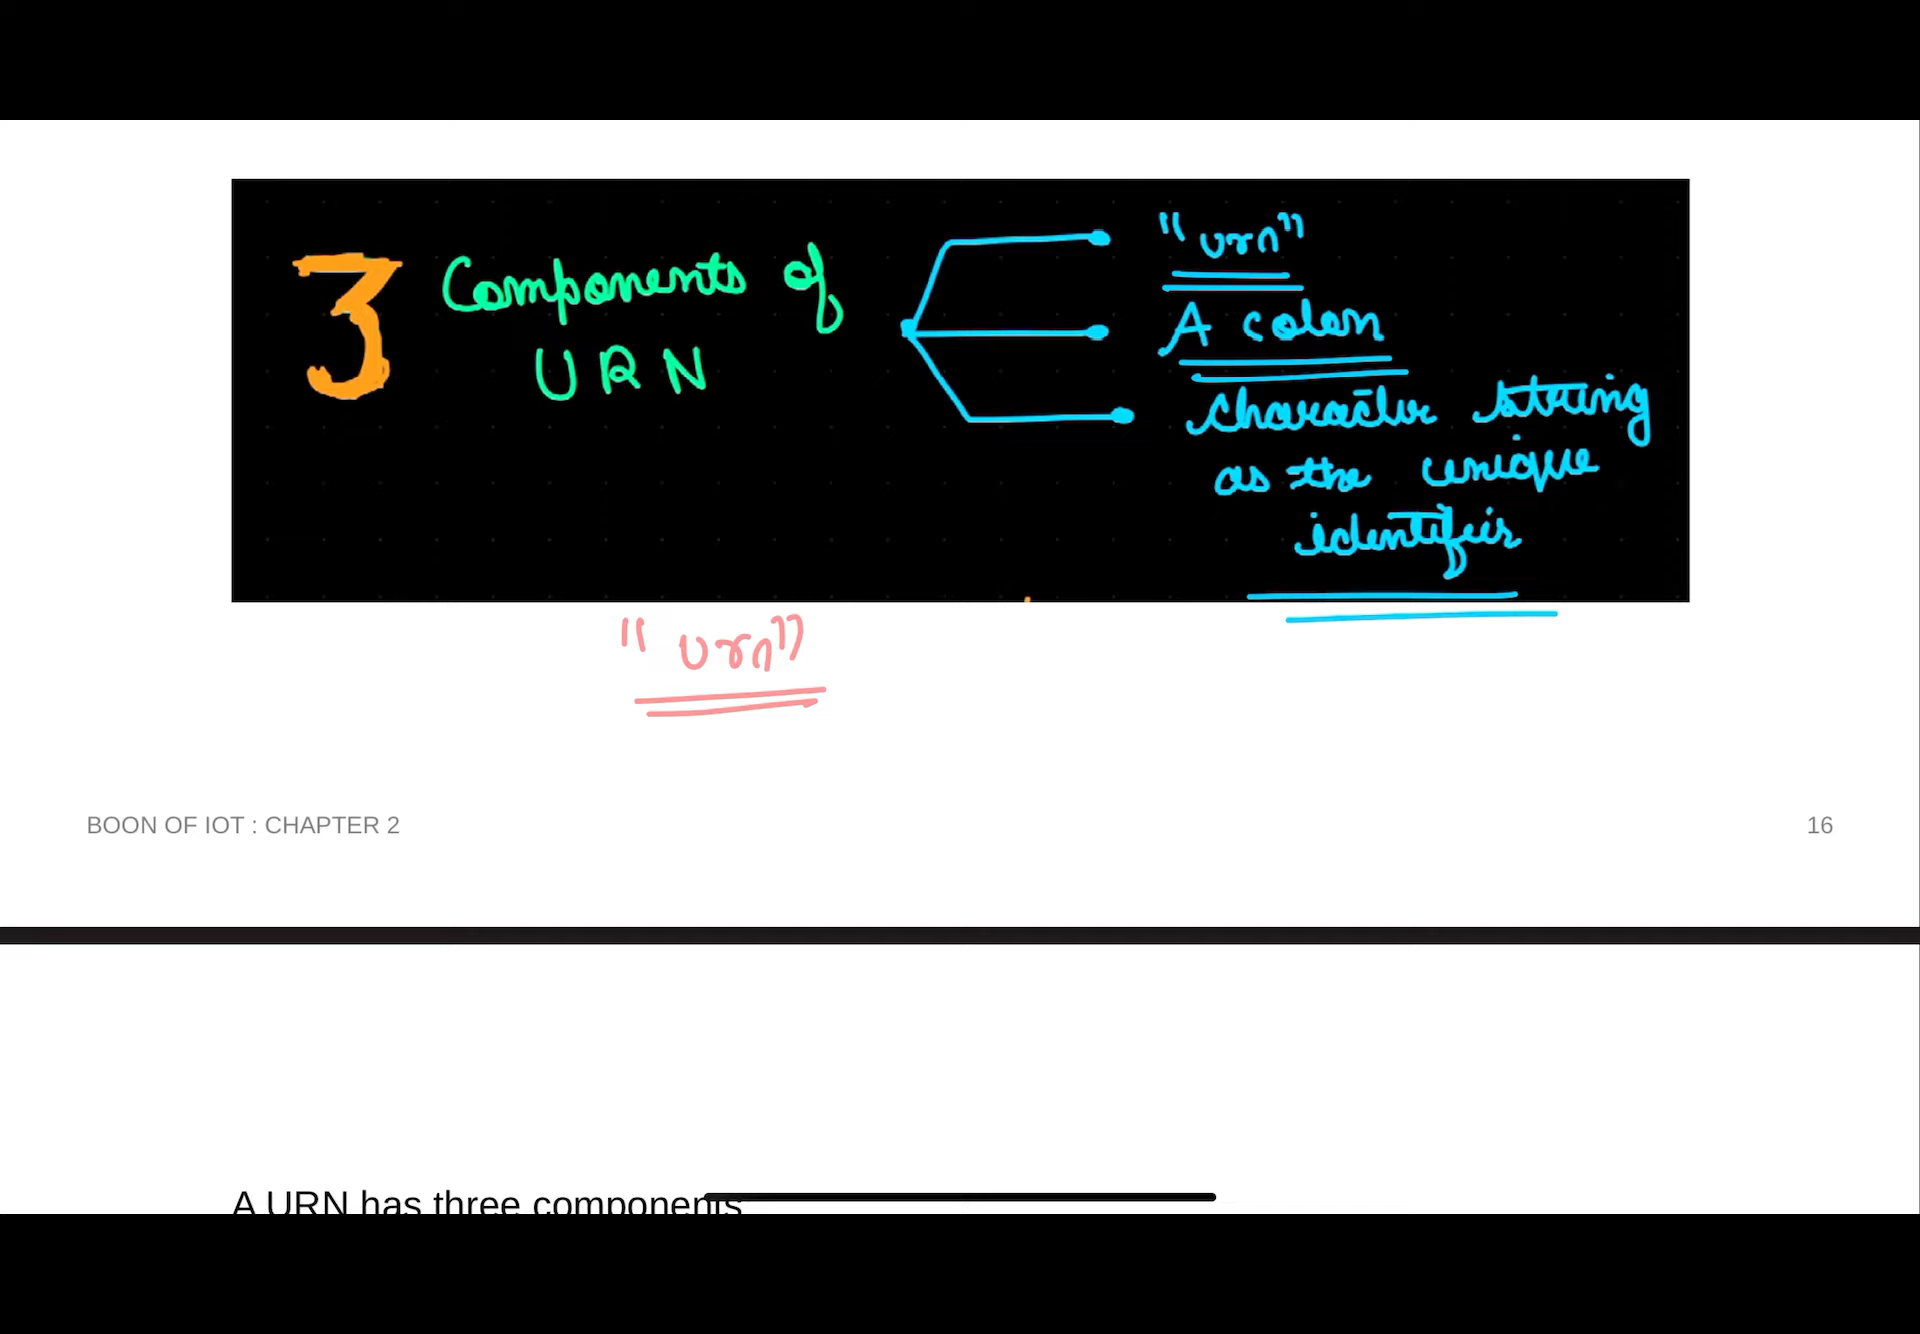 3 Components of
URN
"urn"
A colon
character string
as the unique
identifier
"urn"
BOON OF IOT : CHAPTER 2
16
A URN has three components